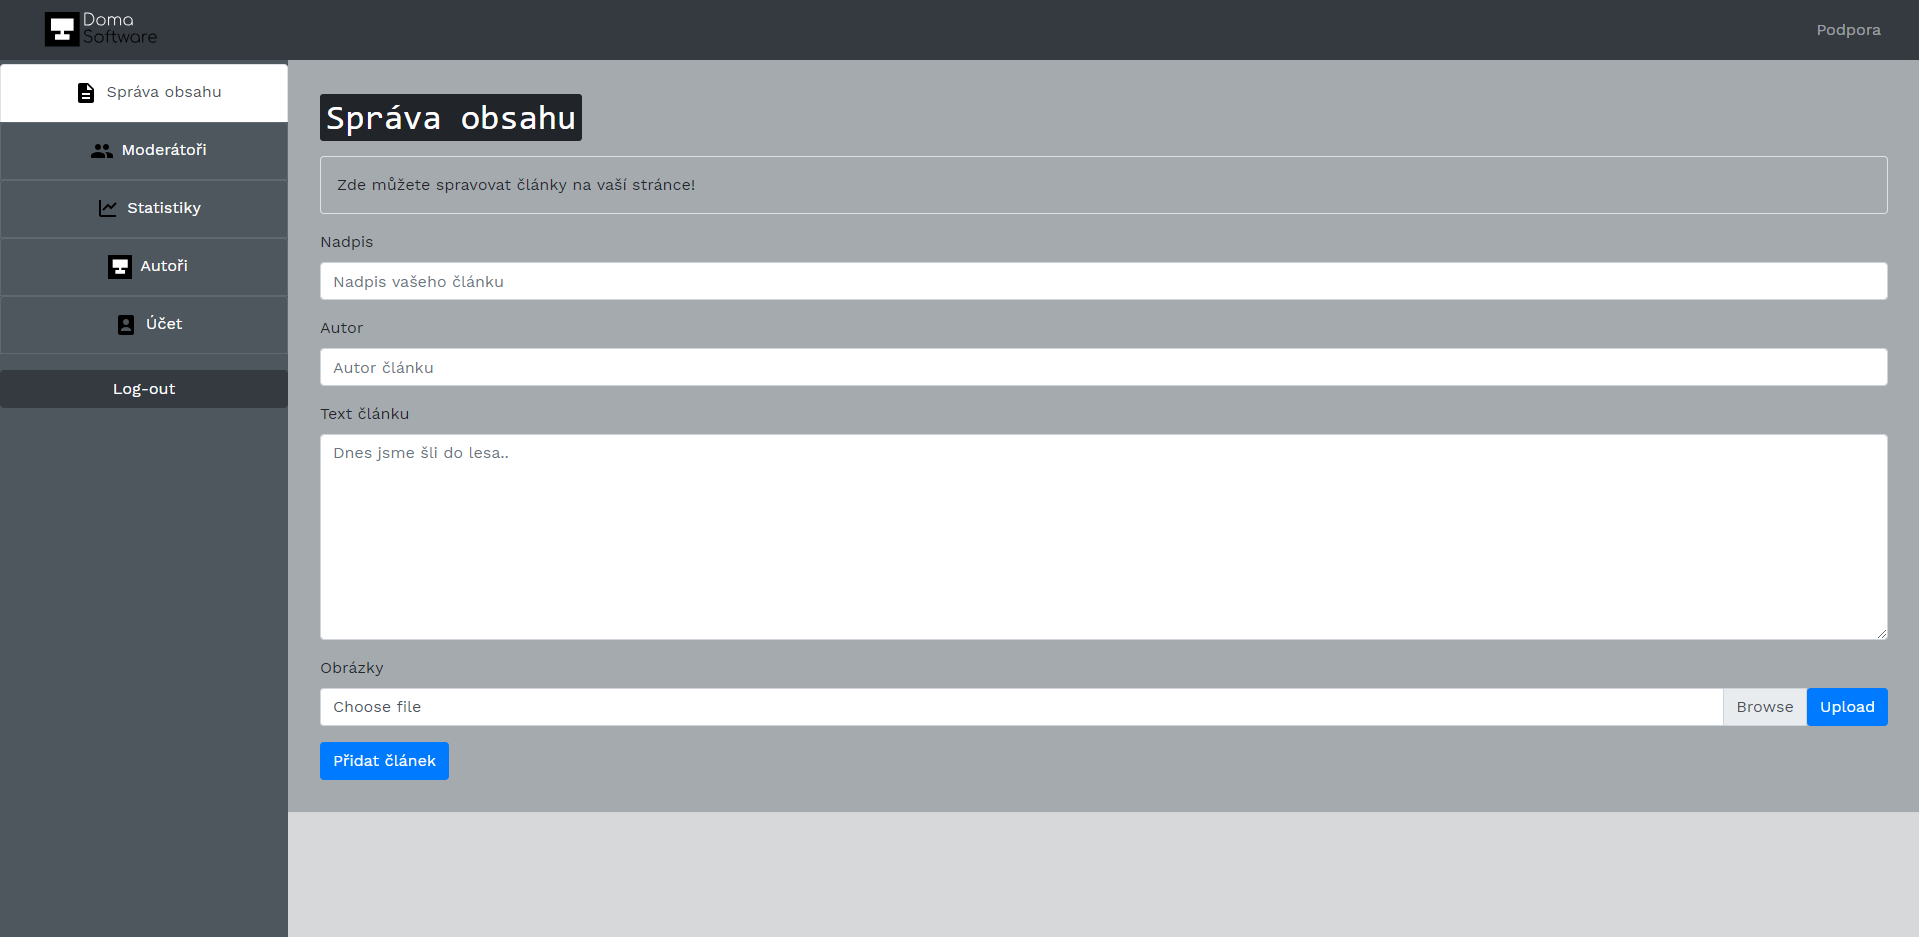 Doma
Software
Podpora
Správa obsahu
Moderátoři
Statistiky
Autoři
Účet
Log-out
Správa obsahu
Zde můžete spravovat články na vaší stránce!
Nadpis
Nadpis vašeho článku
Autor
Autor článku
Text článku
Dnes jsme šli do lesa..
Obrázky
Choose file
Browse
Upload
Přidat článek